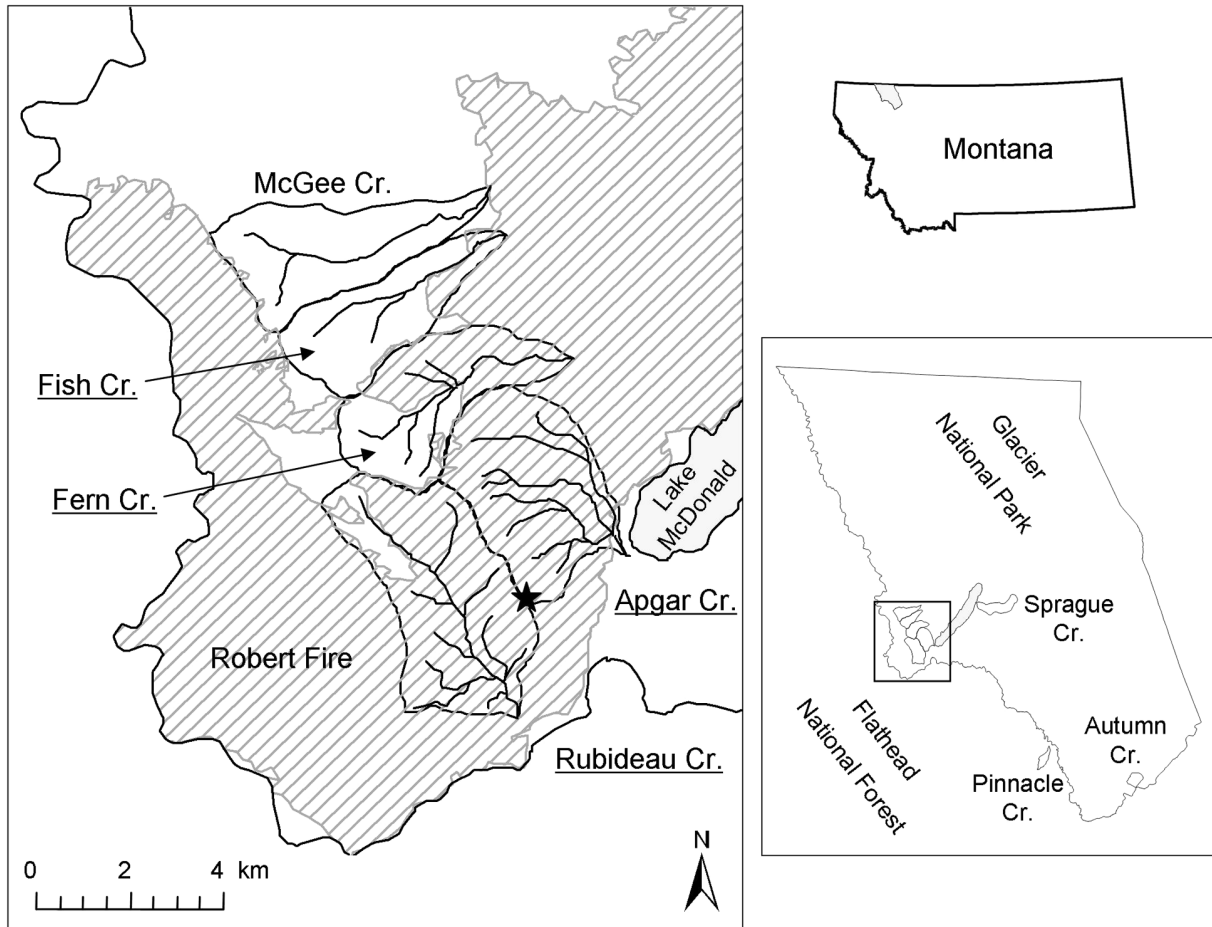 McGee Cr.
Fish Cr.
Fern Cr.
Lake
McDonald
Apgar Cr.
Robert Fire
Rubideau Cr.
0 2 4 km
N
Montana
Glacier
National Park
Sprague
Cr.
Flathead
National Forest
Autumn
Cr.
Pinnacle
Cr.